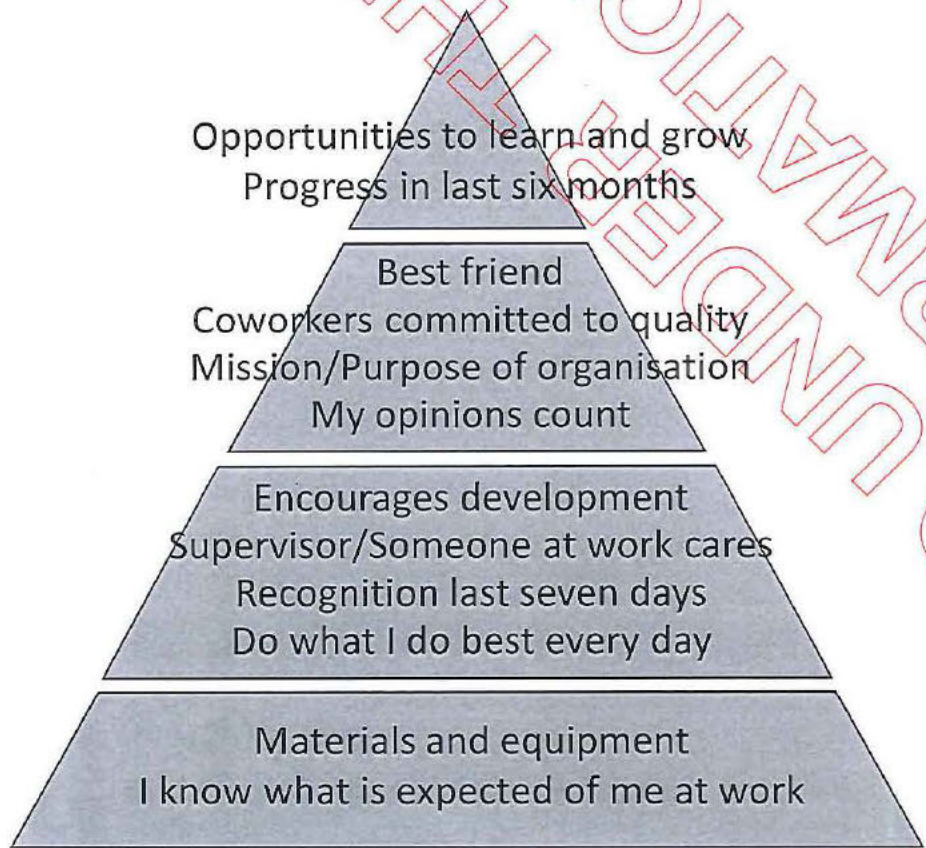 Opportunities to learn and grow
Progress in last six months
Best friend
Coworkers committed to quality
Mission/Purpose of organisation
My opinions count
Encourages development
Supervisor/Someone at work cares
Recognition last seven days
Do what I do best every day
Materials and equipment
I know what is expected of me at work
UNDER